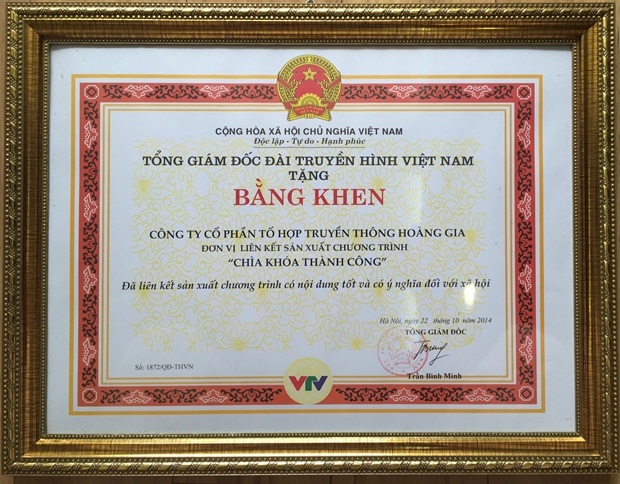 CỘNG HÒA XÃ HỘI CHỦ NGHĨA VIỆT NAM
Độc lập - Tự do - Hạnh phúc
TỔNG GIÁM ĐỐC ĐÀI TRUYỀN HÌNH VIỆT NAM
TẶNG
BẰNG KHEN
CÔNG TY CỔ PHẦN TỔ HỢP TRUYỀN THÔNG HOÀNG GIA
ĐƠN VỊ LIÊN KẾT SẢN XUẤT CHƯƠNG TRÌNH
“CHÌA KHÓA THÀNH CÔNG”
Đã liên kết sản xuất chương trình có nội dung tốt và có ý nghĩa đối với xã hội
Hà Nội, ngày 22 tháng 10 năm 2014
TỔNG GIÁM ĐỐC
Số: 1872/QĐ-THVN
Trần Bình Minh
VTV